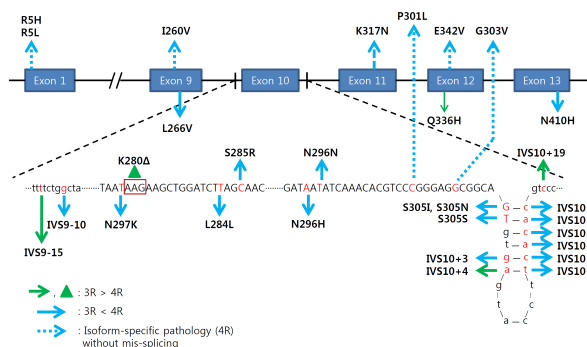 R5H
R5L
I260V
K317N
P301L
E342V
G303V
Exon 1
Exon 9
Exon 10
Exon 11
Exon 12
Exon 13
L266V
Q336H
N410H
K280Δ
S285R
N296N
IVS10+19
ttttctggcta
TAATAAGAAGCTGGATCTTAGCAAC
GATAATATCAAACACGTCCCGGGAGGCGGCA
gtccc
IVS9-10
N297K
L284L
N296H
IVS9-15
S305I, S305N
G – c
IVS10
S305S
T – a
IVS10
g – c
IVS10
t – a
IVS10
IVS10+3
g – c
IVS10
IVS10+4
a – t
IVS10
g t
t c
a c
, : 3R > 4R
: 3R < 4R
: Isoform-specific pathology (4R)
without mis-splicing